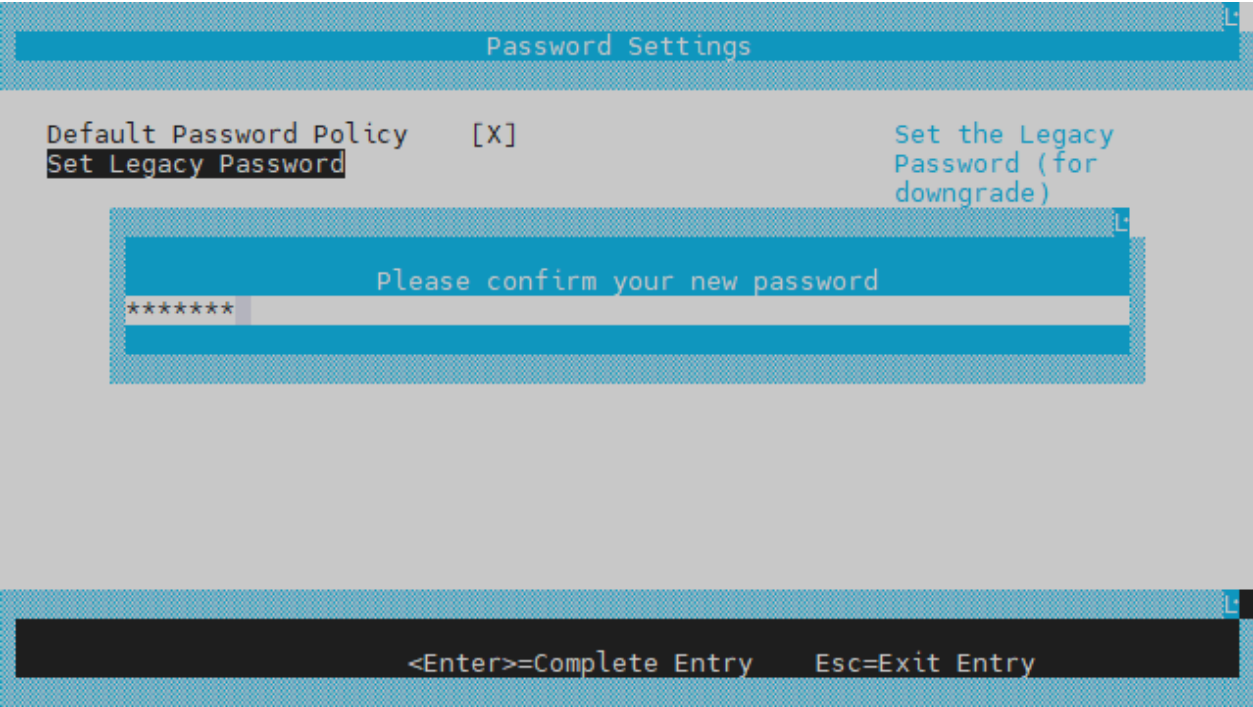 Password Settings
Default Password Policy [X]
Set Legacy Password
Set the Legacy
Password (for
downgrade)
Please confirm your new password
*******
<Enter>=Complete Entry Esc=Exit Entry